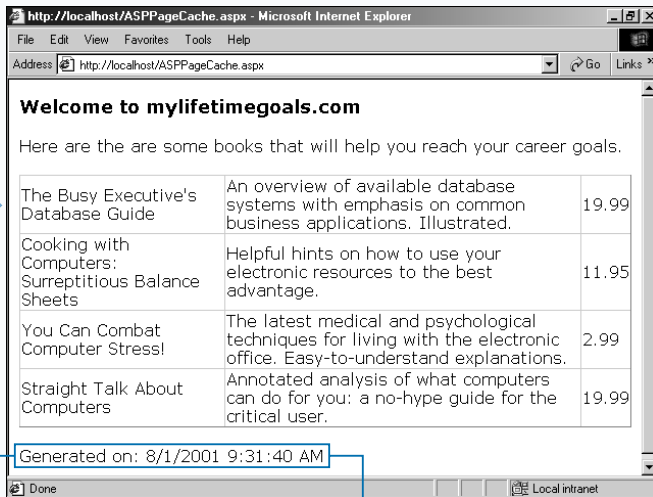 http://localhost/ASPPageCache.aspx - Microsoft Internet Explorer
File Edit View Favorites Tools Help
Address http://localhost/ASPPageCache.aspx Go Links »
Welcome to mylifetimegoals.com
Here are the are some books that will help you reach your career goals.
The Busy Executive's
Database Guide
An overview of available database
systems with emphasis on common
business applications. Illustrated.
19.99
Cooking with
Computers:
Surreptitious Balance
Sheets
Helpful hints on how to use your
electronic resources to the best
advantage.
11.95
You Can Combat
Computer Stress!
The latest medical and psychological
techniques for living with the electronic
office. Easy-to-understand explanations.
2.99
Straight Talk About
Computers
Annotated analysis of what computers
can do for you: a no-hype guide for the
critical user.
19.99
Generated on: 8/1/2001 9:31:40 AM
Done Local intranet